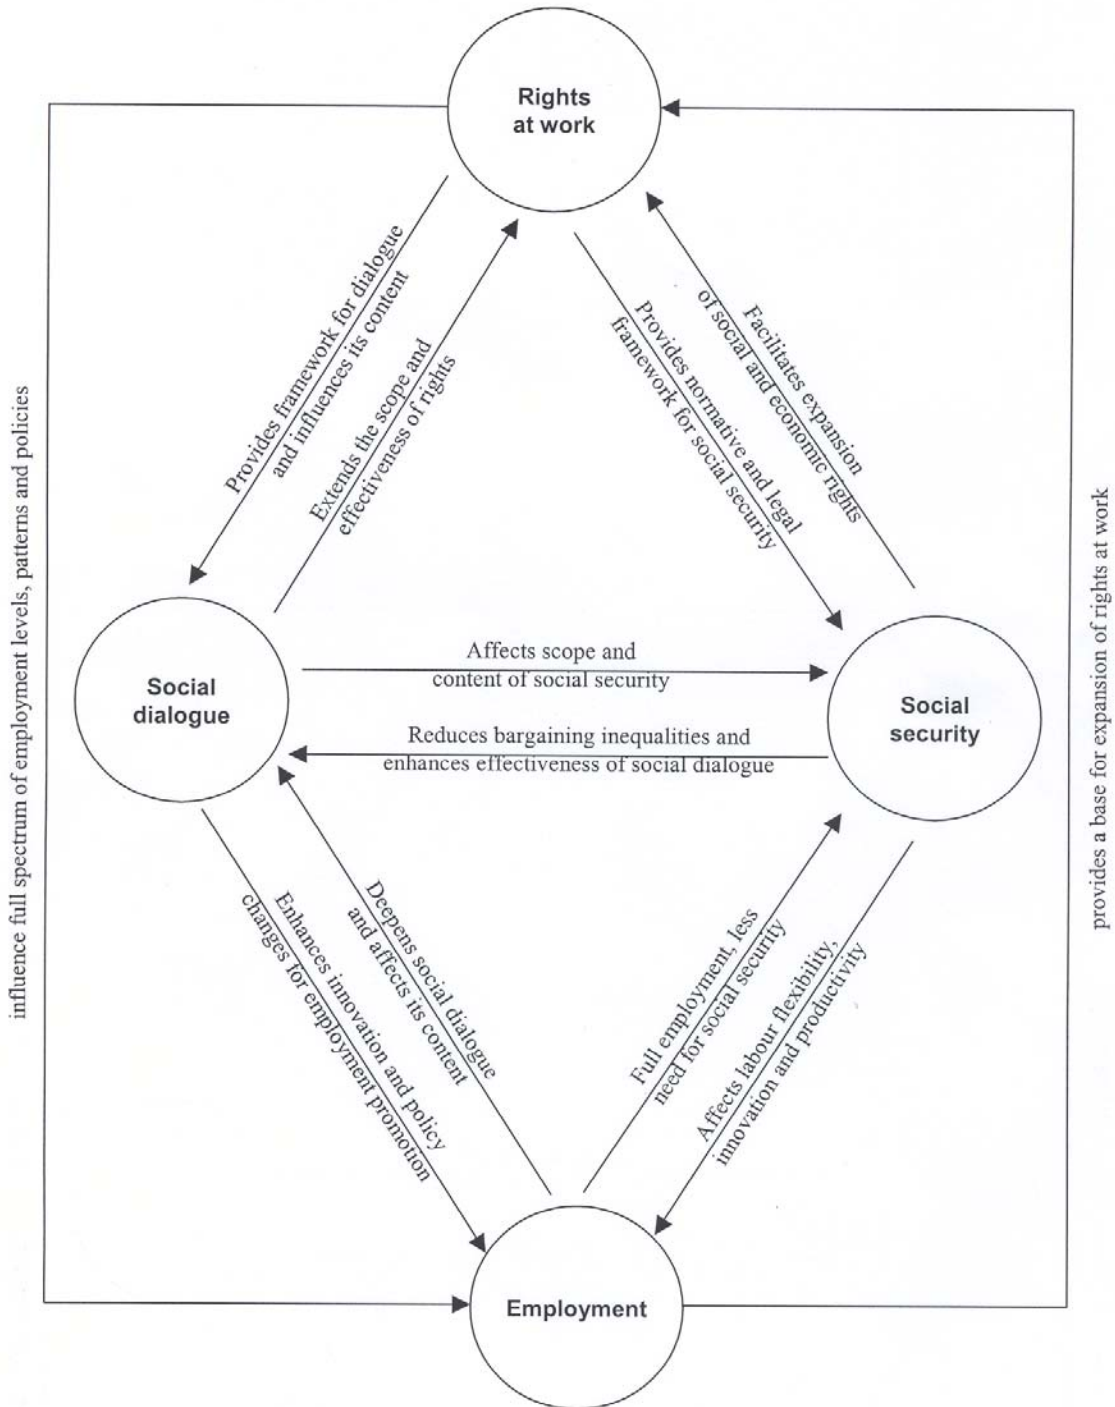 Rights
at work
Provides framework for dialogue
and influences its content
Extends the scope and
effectiveness of rights
Provides normative and legal
framework for social security
Facilitates expansion
of social and economic rights
influence full spectrum of employment levels, patterns and policies
provides a base for expansion of rights at work
Social
dialogue
Affects scope and
content of social security
Reduces bargaining inequalities and
enhances effectiveness of social dialogue
Social
security
Enhances innovation and policy
changes for employment promotion
Deepens social dialogue
and affects its content
Full employment, less
need for social security
Affects labour flexibility,
innovation and productivity
Employment